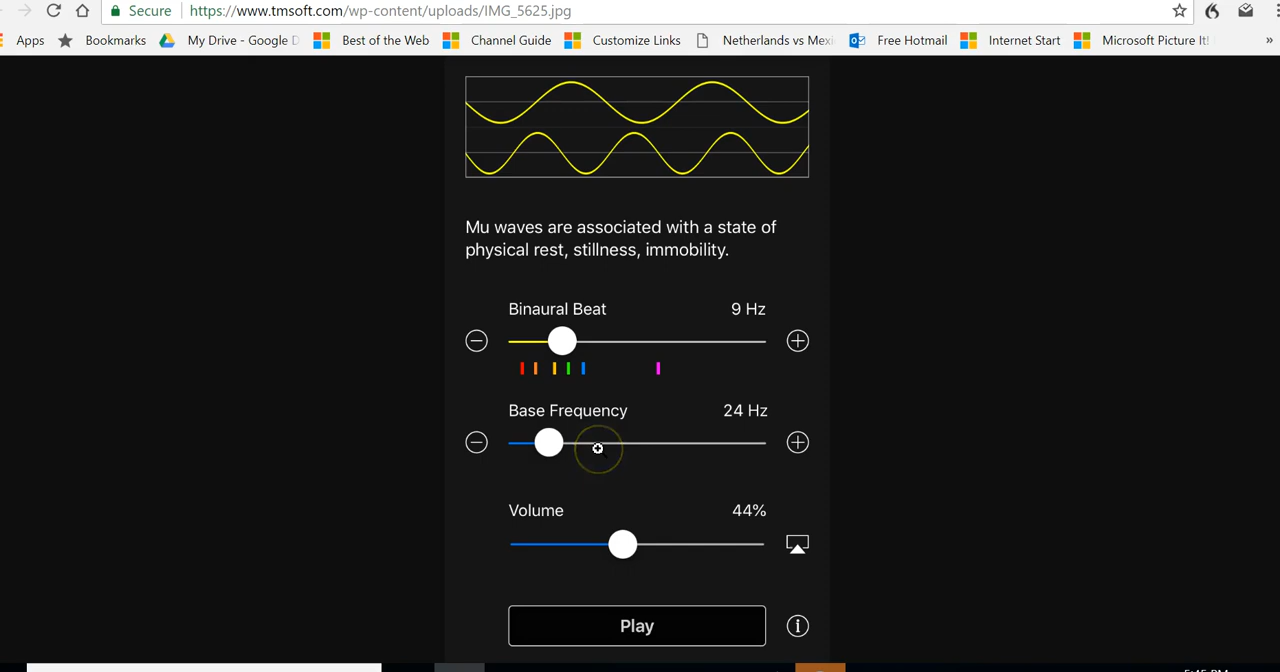 Secure https://www.tmsoft.com/wp-content/uploads/IMG_5625.jpg
Apps Bookmarks My Drive - Google D Best of the Web Channel Guide Customize Links Netherlands vs Mexi Free Hotmail Internet Start Microsoft Picture It! »
Mu waves are associated with a state of
physical rest, stillness, immobility.
Binaural Beat 9 Hz
Base Frequency 24 Hz
Volume 44%
Play